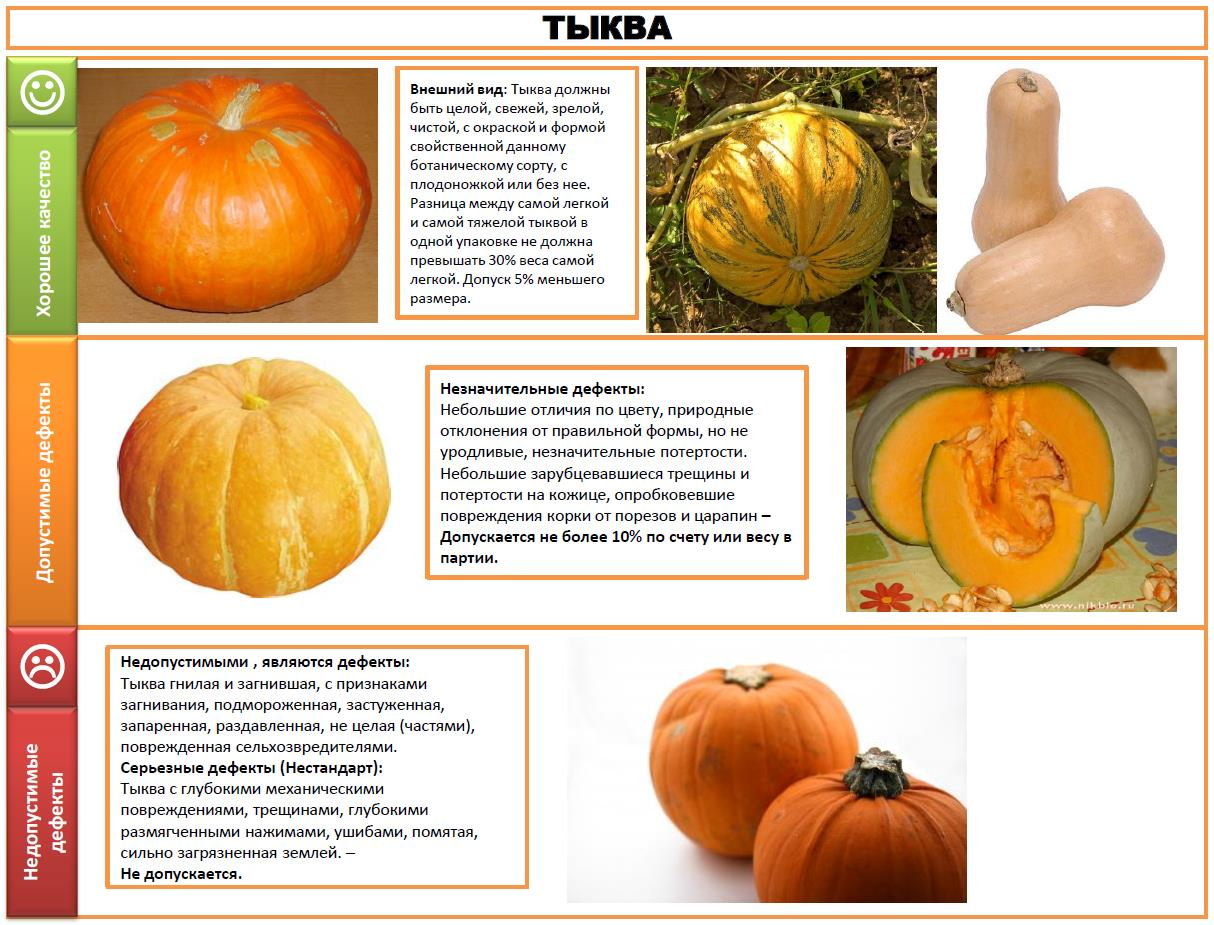 ТЫКВА
Хорошее качество
Внешний вид: Тыква должны
быть целой, свежей, зрелой,
чистой, с окраской и формой
свойственной данному
ботаническому сорту, с
плодоножкой или без нее.
Разница между самой легкой
и самой тяжелой тыквой в
одной упаковке не должна
превышать 30% веса самой
легкой. Допуск 5% меньшего
размера.
Допустимые дефекты
Незначительные дефекты:
Небольшие отличия по цвету, природные
отклонения от правильной формы, но не
уродливые, незначительные потертости.
Небольшие зарубцевавшиеся трещины и
потертости на кожице, опробковевшие
повреждения корки от порезов и царапин –
Допускается не более 10% по счету или весу в
партии.
www.nikbio.ru
Недопустимые
дефекты
Недопустимыми , являются дефекты:
Тыква гнилая и загнившая, с признаками
загнивания, подмороженная, застуженная,
запаренная, раздавленная, не целая (частями),
поврежденная сельхозвредителями.
Серьезные дефекты (Нестандарт):
Тыква с глубокими механическими
повреждениями, трещинами, глубокими
размягченными нажимами, ушибами, помятая,
сильно загрязненная землей. –
Не допускается.